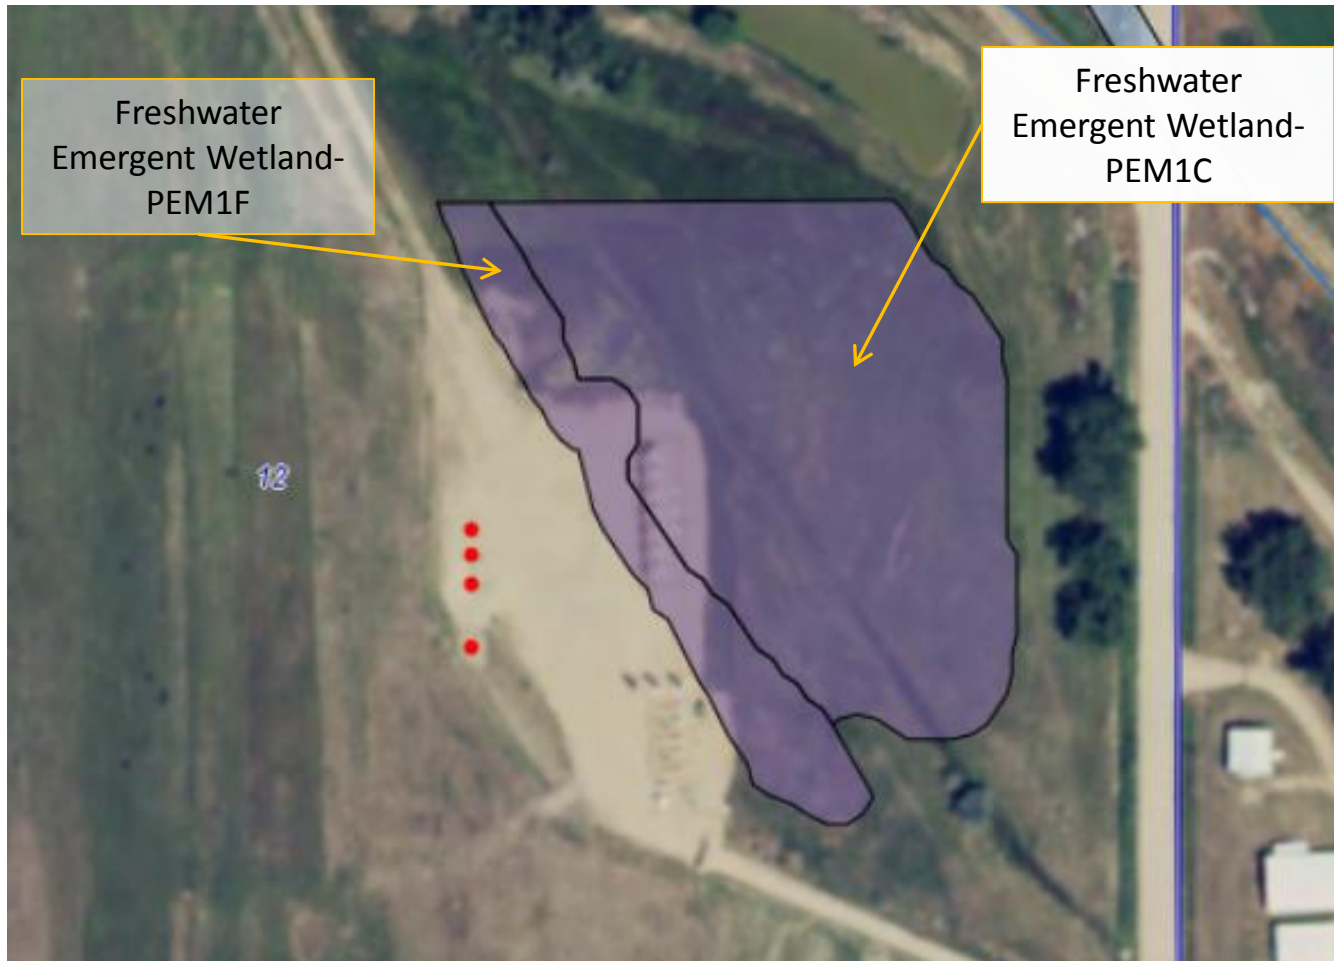 Freshwater
Emergent Wetland-
PEM1F
Freshwater
Emergent Wetland-
PEM1C
12